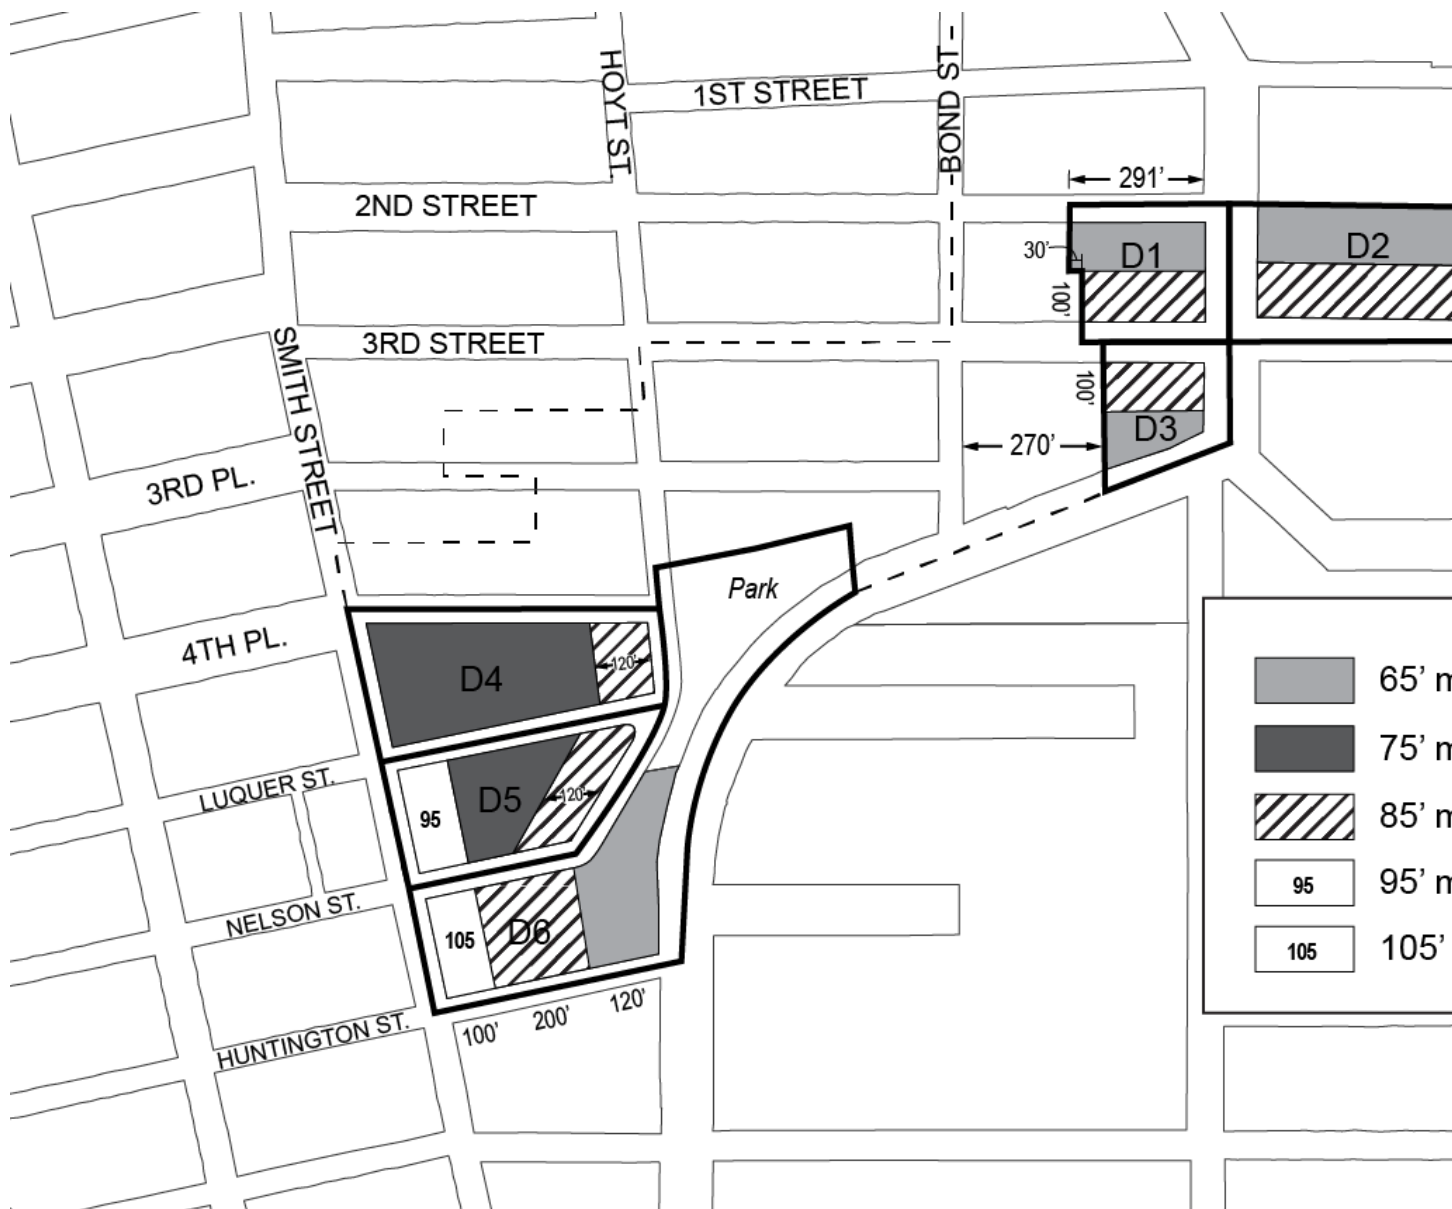 HOYT ST.
1ST STREET
BOND ST
291’
2ND STREET
30’
D1
D2
100’
SMITH STREET
3RD STREET
100’
D3
270’
3RD PL.
Park
4TH PL.
D4
120’
65’ m
75’ m
LUQUER ST.
95
D5
120’
85’ m
95
95’ m
NELSON ST.
105
D6
105
105’
100’
200’
120’
HUNTINGTON ST.